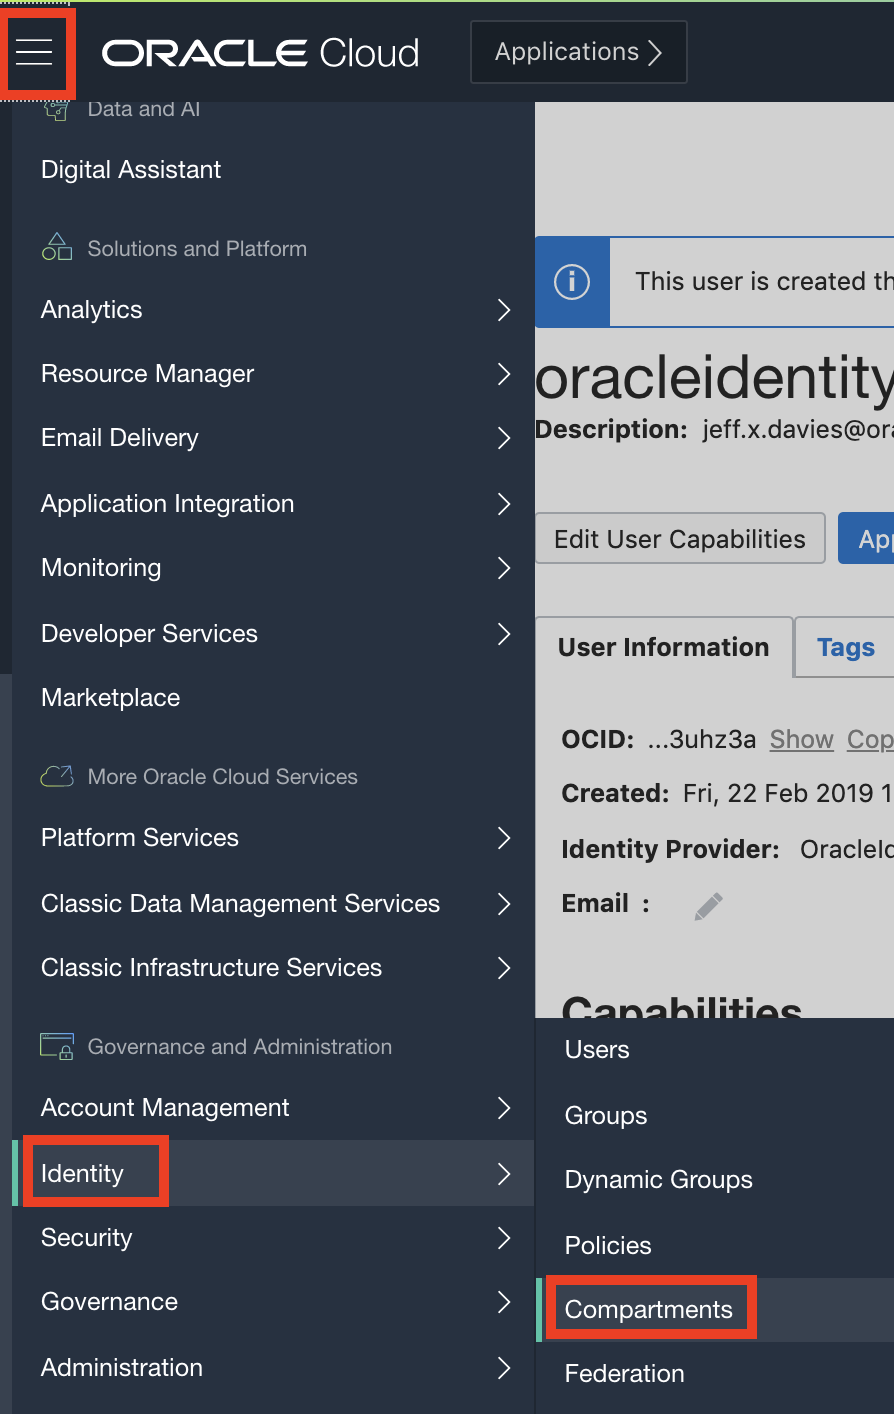 ORACLE Cloud
Applications
Data and AI
Digital Assistant
Solutions and Platform
Analytics
Resource Manager
Email Delivery
Application Integration
Monitoring
Developer Services
Marketplace
More Oracle Cloud Services
Platform Services
Classic Data Management Services
Classic Infrastructure Services
Governance and Administration
Account Management
Identity
Security
Governance
Administration
This user is created th
oracleidentity
Description: jeff.x.davies@ora
Edit User Capabilities
App
User Information
Tags
OCID: ...3uhz3a Show Cop
Created: Fri, 22 Feb 2019 1
Identity Provider: OracleId
Email :
Capabilities
Users
Groups
Dynamic Groups
Policies
Compartments
Federation